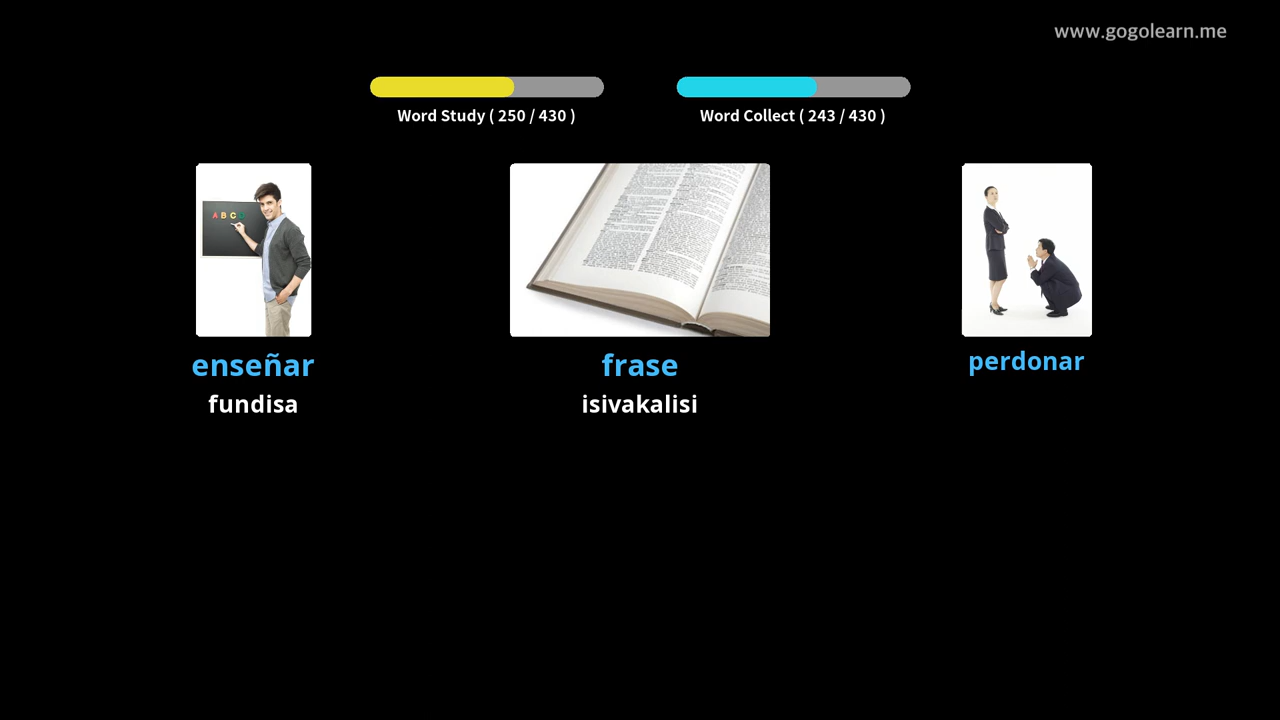 www.gogolearn.me
Word Study ( 250 / 430 )
Word Collect ( 243 / 430 )
A B C D
enseñar
frase
perdonar
fundisa
isivakalisi